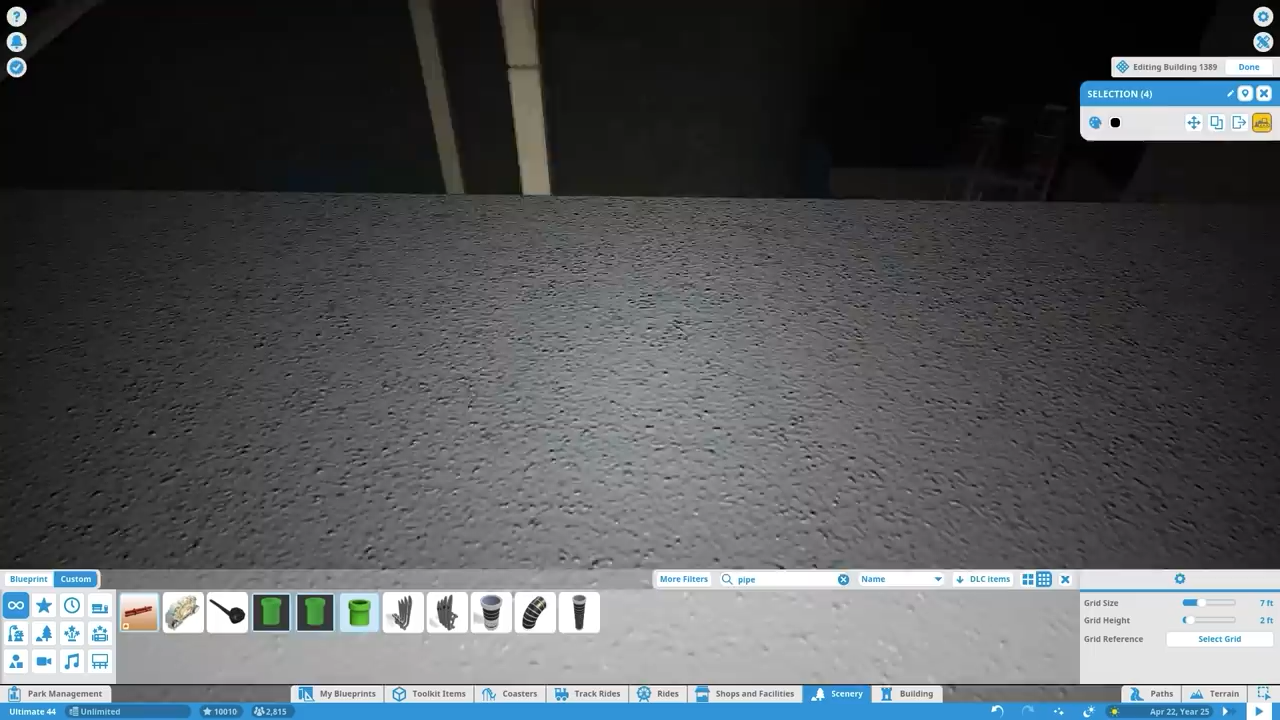 Editing Building 1389 Done
SELECTION (4)
Blueprint Custom More Filters pipe Name DLC items
Grid Size 7 ft
Grid Height 2 ft
Grid Reference Select Grid
Park Management My Blueprints Toolkit Items Coasters Track Rides Rides Shops and Facilities Scenery Building Paths Terrain
Ultimate 44 Unlimited 10010 2,815 Apr 22, Year 25